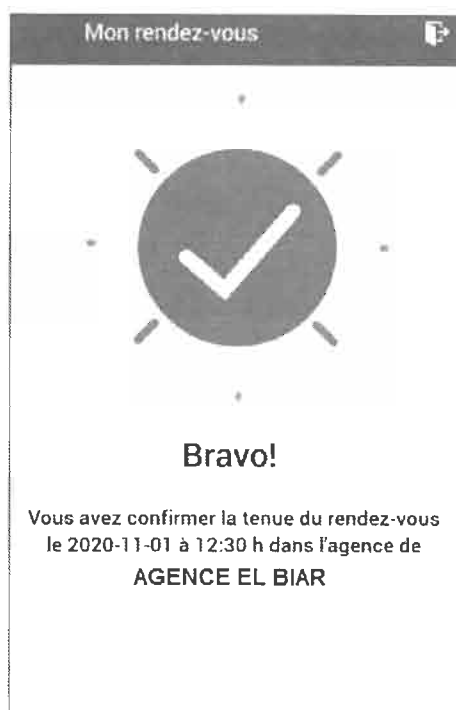 Mon rendez-vous
Bravo!
Vous avez confirmer la tenue du rendez-vous
le 2020-11-01 à 12:30 h dans l'agence de
AGENCE EL BIAR